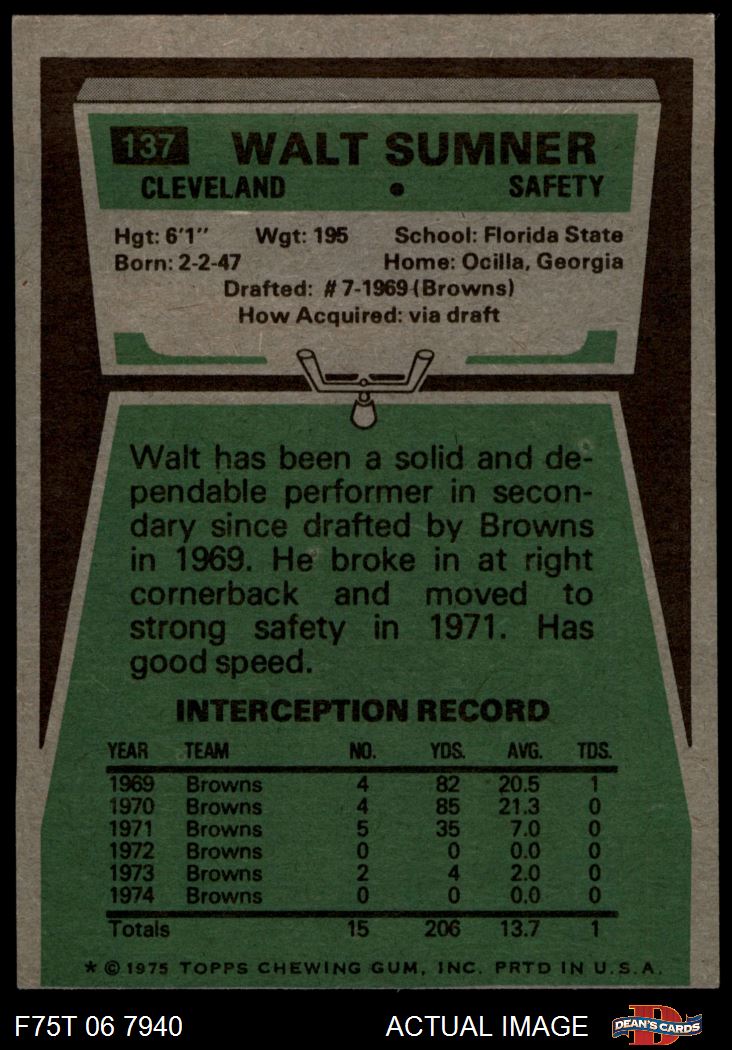 137 WALT SUMNER
CLEVELAND • SAFETY
Hgt: 6'1" Wgt: 195 School: Florida State
Born: 2-2-47 Home: Ocilla, Georgia
Drafted: #7-1969 (Browns)
How Acquired: via draft
Walt has been a solid and de-
pendable performer in secon-
dary since drafted by Browns
in 1969. He broke in at right
cornerback and moved to
strong safety in 1971. Has
good speed.
INTERCEPTION RECORD
YEAR TEAM NO. YDS. AVG. TDS.
1969 Browns 4 82 20.5 1
1970 Browns 4 85 21.3 0
1971 Browns 5 35 7.0 0
1972 Browns 0 0 0.0 0
1973 Browns 2 4 2.0 0
1974 Browns 0 0 0.0 0
Totals 15 206 13.7 1
* © 1975 TOPPS CHEWING GUM, INC. PRTD IN U.S.A.
F75T 06 7940 ACTUAL IMAGE D DEAN'S CARDS